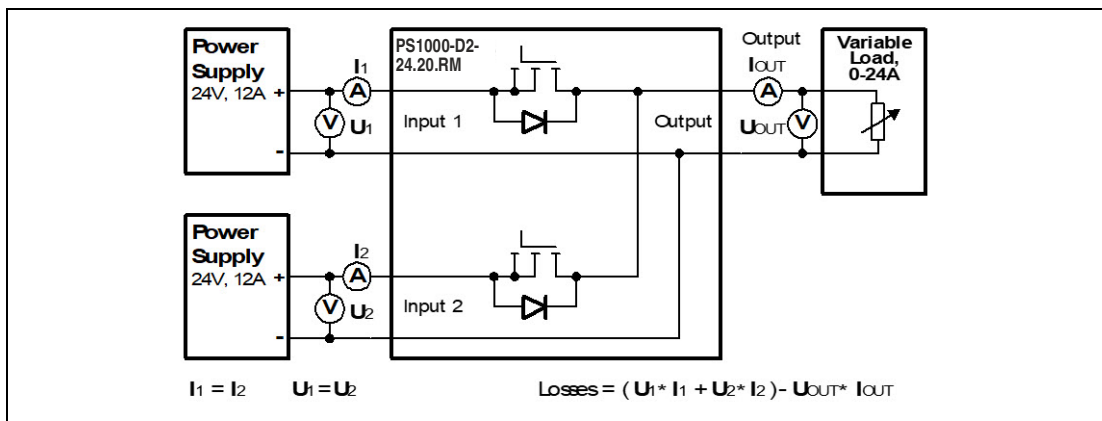 Power
Supply
24V, 12A +
-
I1
A
V
U1
PS1000-D2-
24.20.RM
Input 1
Output
Output
IOUT
A
UOUT
V
Variable
Load,
0-24A
Power
Supply
24V, 12A +
-
I2
A
V
U2
Input 2
I1 = I2 U1 = U2 Losses = ( U1* I1 + U2* I2 ) - UOUT* IOUT